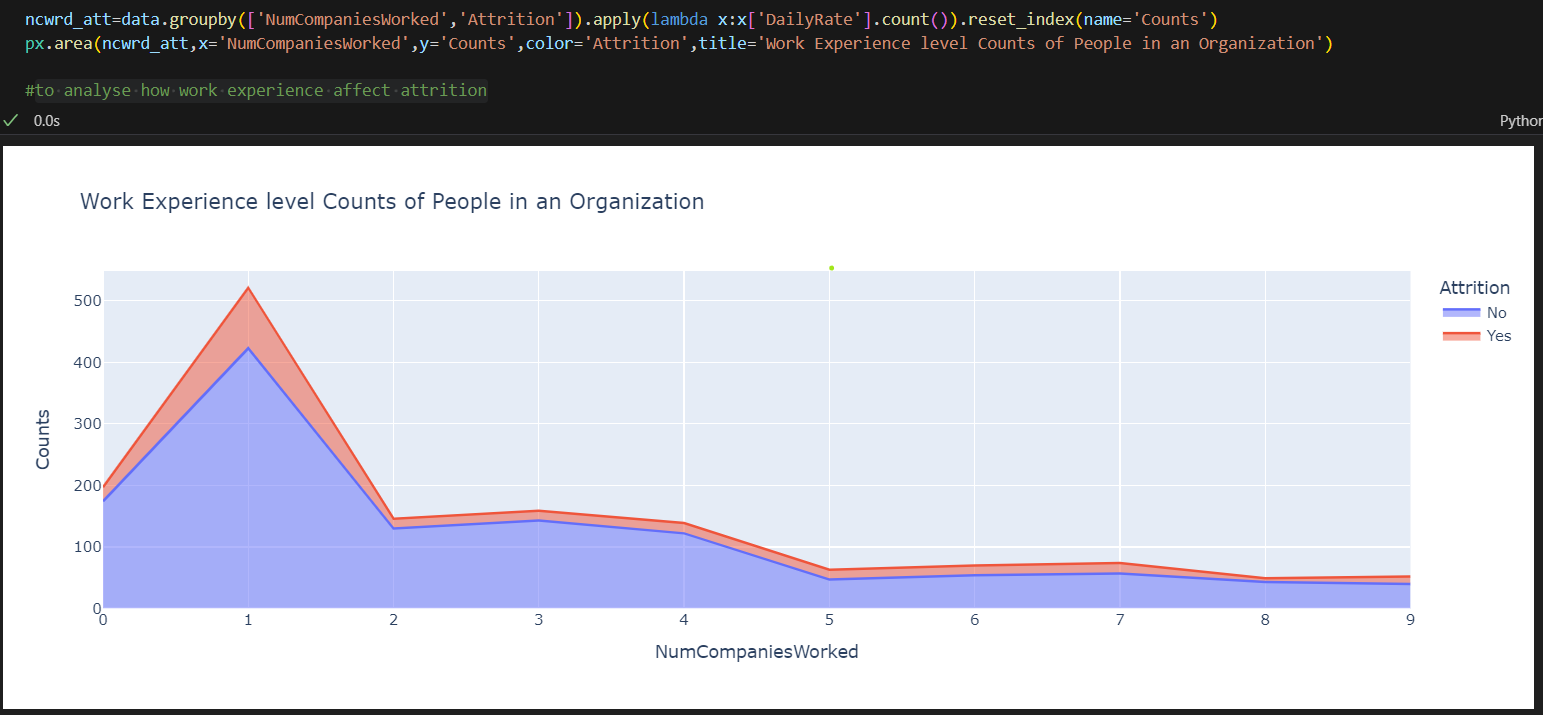 ncwrd_att=data.groupby(['NumCompaniesWorked','Attrition']).apply(lambda x:x['DailyRate'].count()).reset_index(name='Counts')
px.area(ncwrd_att,x='NumCompaniesWorked',y='Counts',color='Attrition',title='Work Experience level Counts of People in an Organization')
#to analyse how work experience affect attrition
0.0s
Python
Work Experience level Counts of People in an Organization
Attrition
No
Yes
500
400
300
200
100
0
Counts
0 1 2 3 4 5 6 7 8 9
NumCompaniesWorked